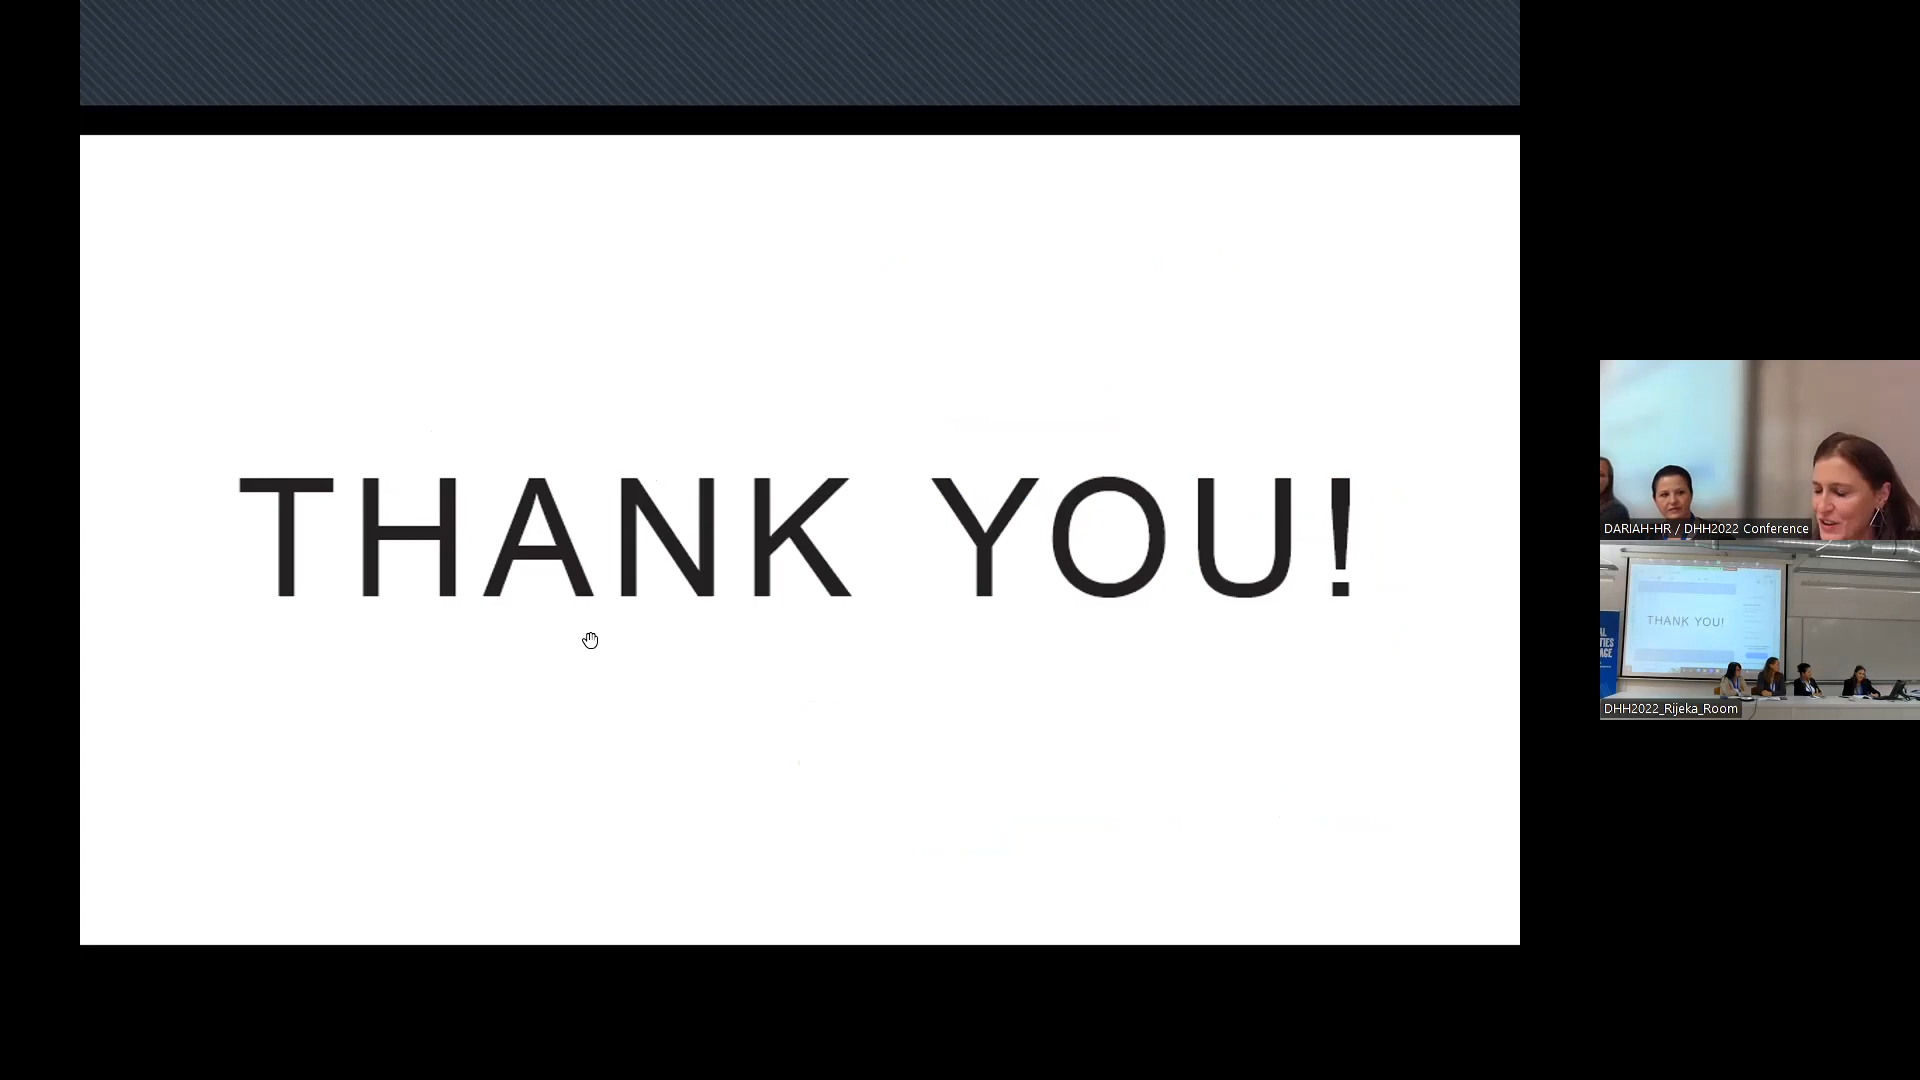 THANK YOU!
DARIAH-HR / DHH2022 Conference
THANK YOU!
DHH2022_Rijeka_Room